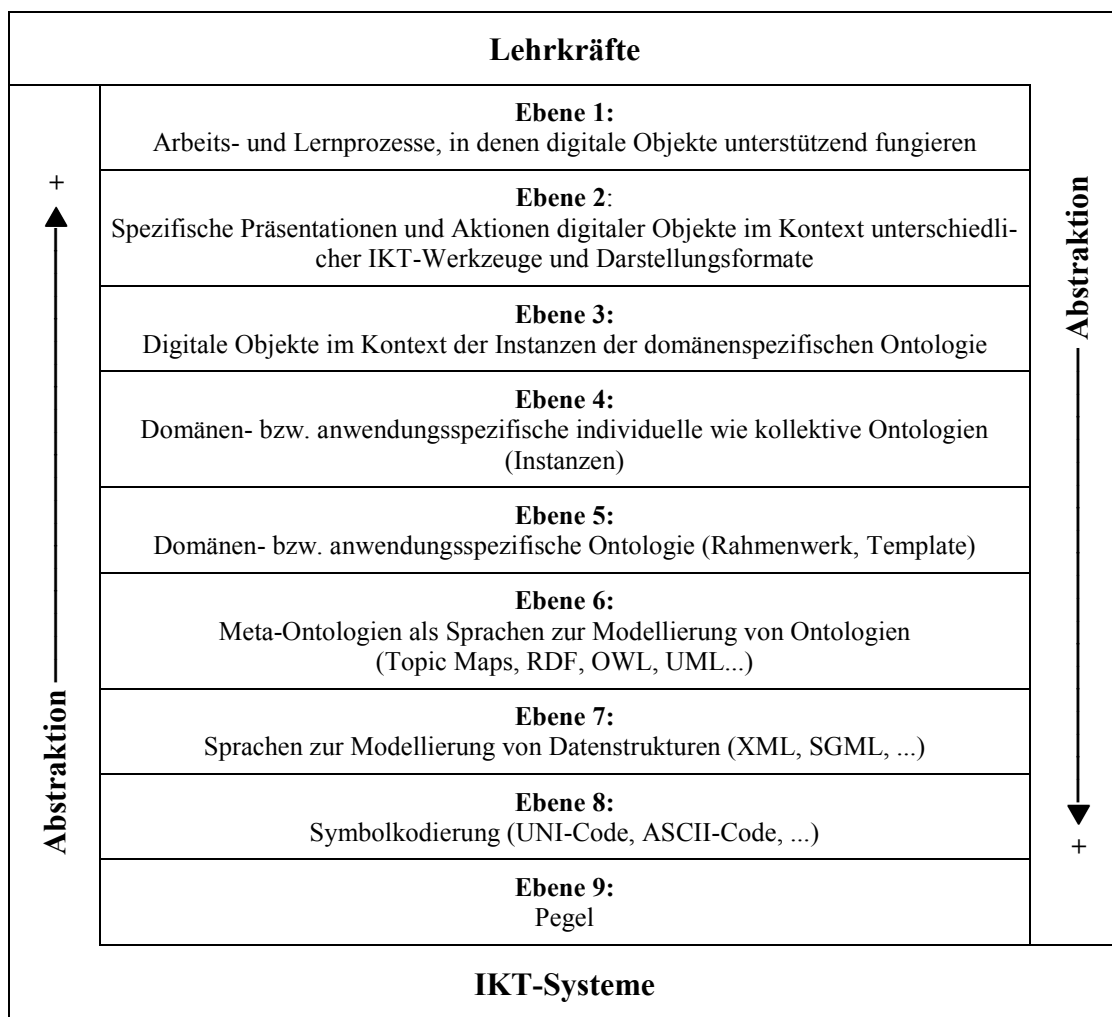 Lehrkräfte
Ebene 1:
Arbeits- und Lernprozesse, in denen digitale Objekte unterstützend fungieren
Ebene 2:
Spezifische Präsentationen und Aktionen digitaler Objekte im Kontext unterschiedli-
cher IKT-Werkzeuge und Darstellungsformate
Ebene 3:
Digitale Objekte im Kontext der Instanzen der domänenspezifischen Ontologie
Ebene 4:
Domänen- bzw. anwendungsspezifische individuelle wie kollektive Ontologien
(Instanzen)
Ebene 5:
Domänen- bzw. anwendungsspezifische Ontologie (Rahmenwerk, Template)
Ebene 6:
Meta-Ontologien als Sprachen zur Modellierung von Ontologien
(Topic Maps, RDF, OWL, UML...)
Ebene 7:
Sprachen zur Modellierung von Datenstrukturen (XML, SGML, ...)
Ebene 8:
Symbolkodierung (UNI-Code, ASCII-Code, ...)
Ebene 9:
Pegel
IKT-Systeme
Abstraktion +
Abstraktion +